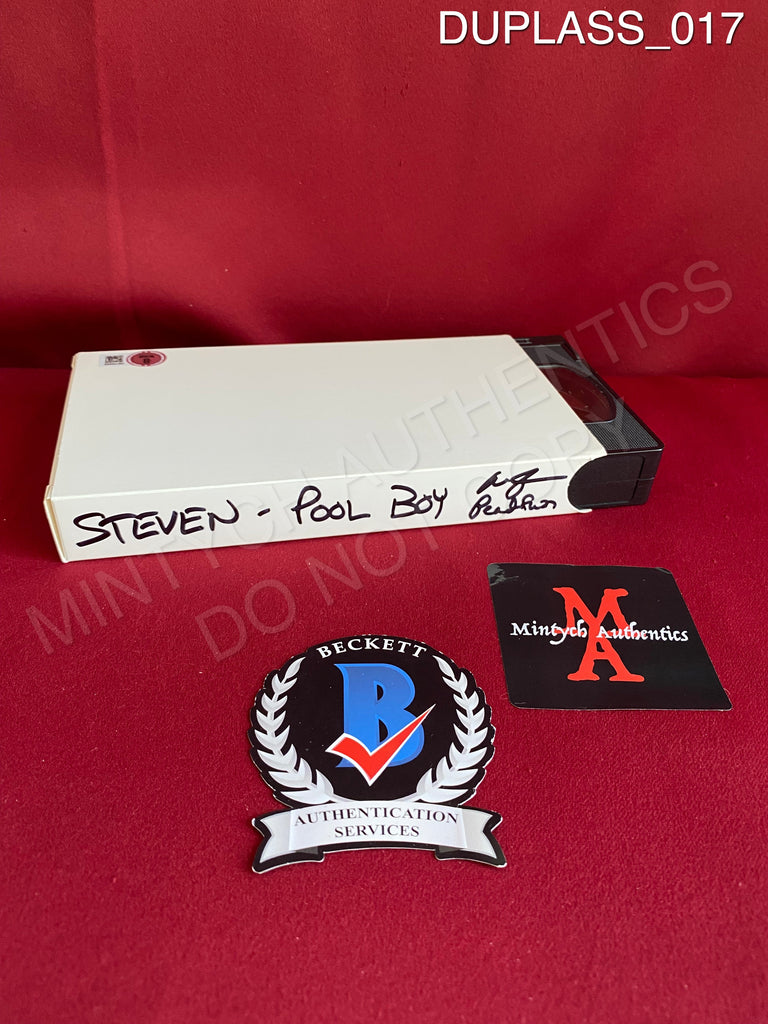 DUPLASS_017
MINTYCH AUTHENTICS
DO NOT COPY
STEVEN - POOL BOY
BECKETT
B
AUTHENTICATION
SERVICES
MA
Mintych Authentics